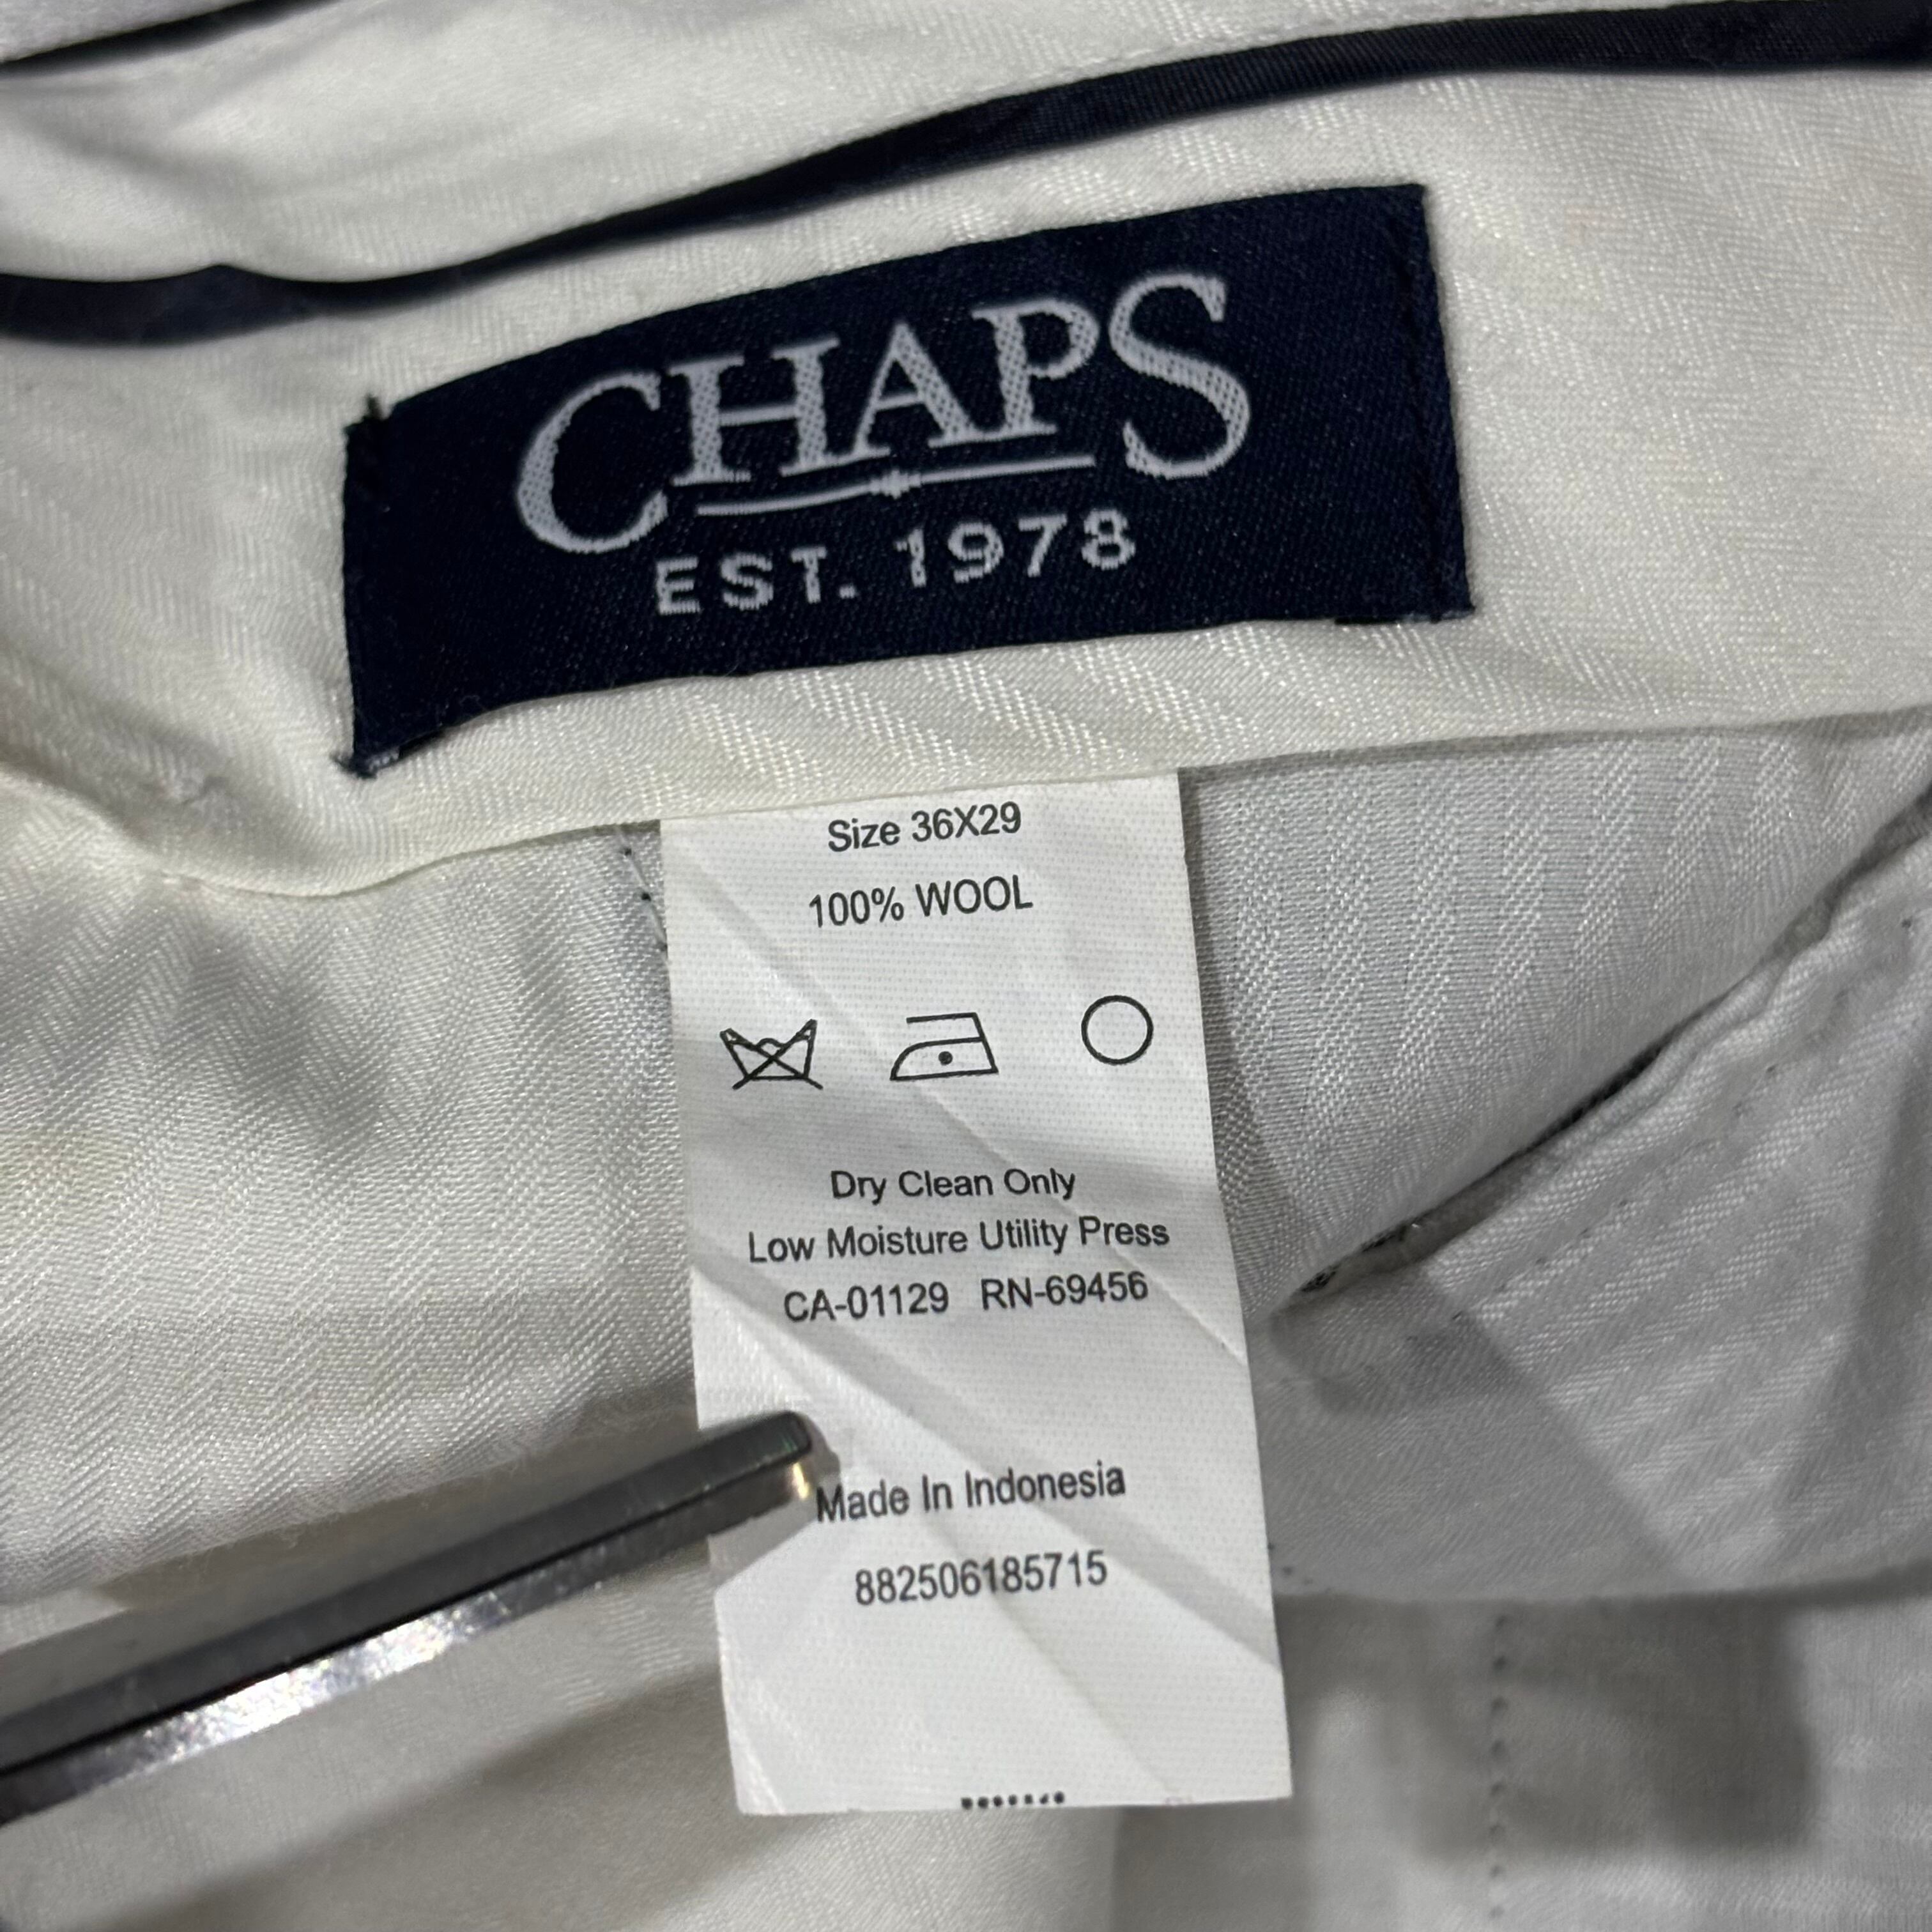 CHAPS
EST. 1978
Size 36X29
100% WOOL
Dry Clean Only
Low Moisture Utility Press
CA-01129 RN-69456
Made In Indonesia
882506185715